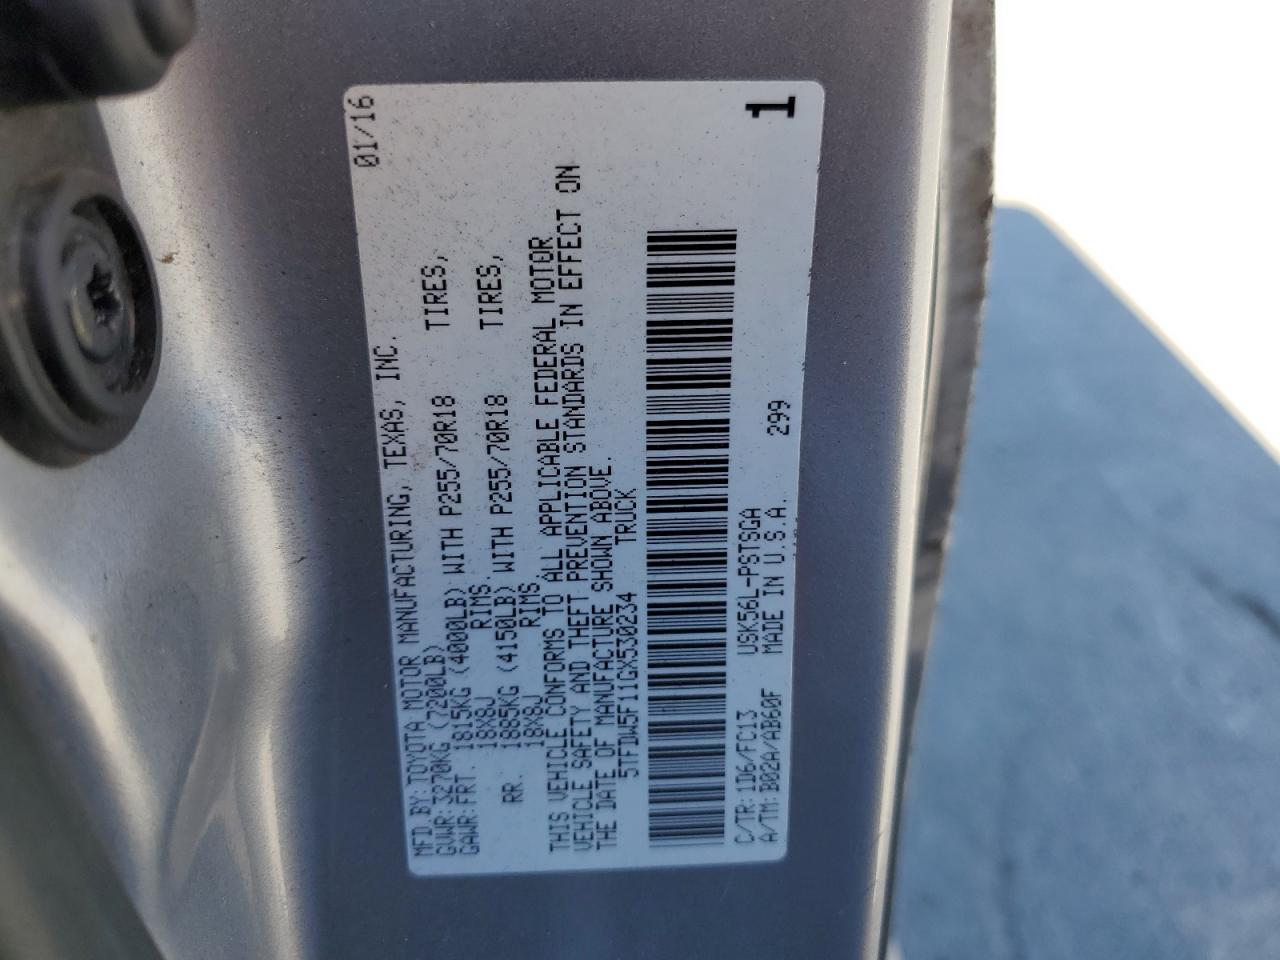 MFD.BY:TOYOTA MOTOR MANUFACTURING, TEXAS, INC. 01/16
GVWR:3270KG (7200LB)
GAWR:FRT. 1815KG (4000LB) WITH P255/70R18 TIRES,
18X8J RIMS.
RR. 1885KG (4150LB) WITH P255/70R18 TIRES,
18X8J RIMS
THIS VEHICLE CONFORMS TO ALL APPLICABLE FEDERAL MOTOR
VEHICLE SAFETY AND THEFT PREVENTION STANDARDS IN EFFECT ON
THE DATE OF MANUFACTURE SHOWN ABOVE.
5TFDW5F11GX530234 TRUCK
C/TR:1D6/FC13 USK56L-PSTSGA
A/TM:B02A/AB60F MADE IN U.S.A. 299
1